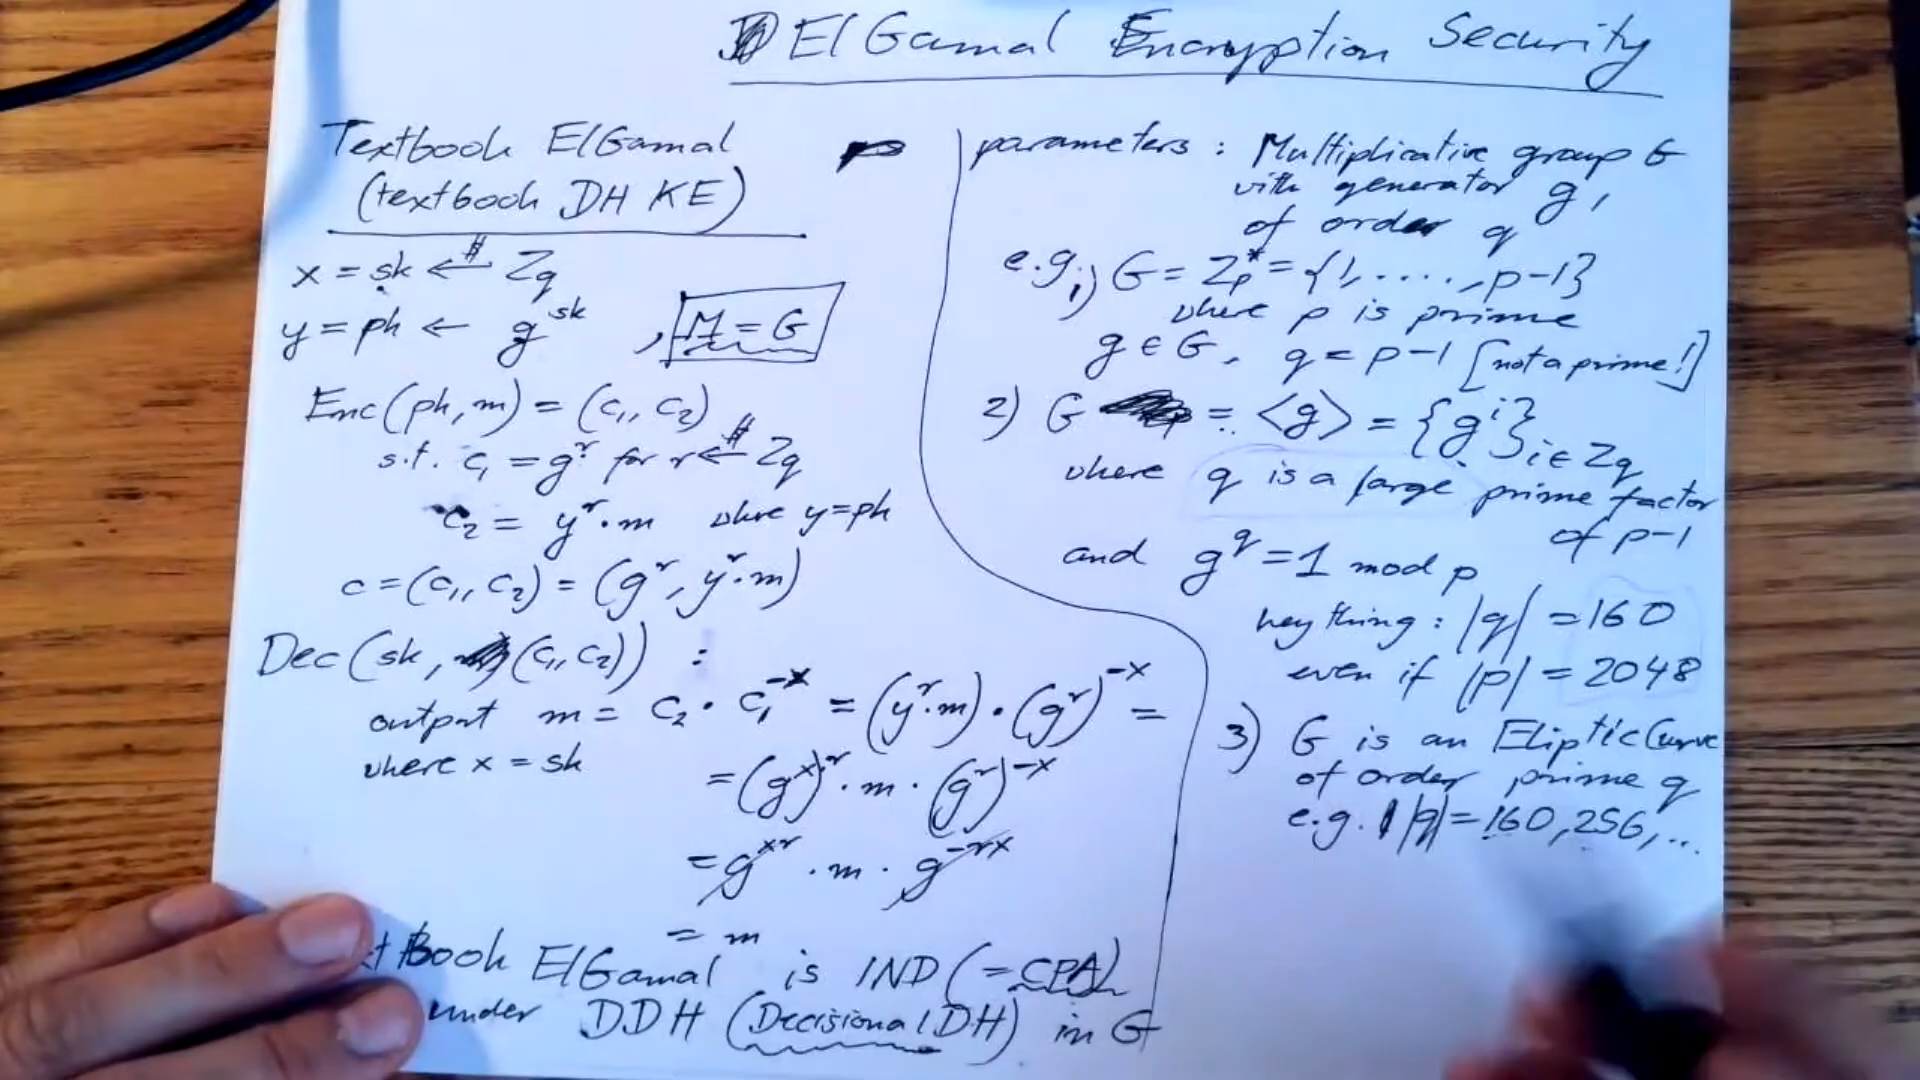 ElGamal Encryption Security
Textbook ElGamal
(textbook DH KE)
x = sk ←$ Zq
y = pk ← g^sk , M = G
Enc(pk, m) = (c₁, c₂)
s.t. c₁ = g^r for r ←$ Zq
c₂ = y^r · m where y=pk
c = (c₁, c₂) = (g^r, y^r · m)
Dec(sk, (c₁, c₂)) :
output m = c₂ · c₁^-x = (y^r · m) · (g^r)^-x =
where x = sk
= (g^x)^r · m · (g^r)^-x
= g^xr · m · g^-rx
= m
tBook ElGamal is IND (=CPA)
under DDH (Decisional DH) in G
parameters : Multiplicative group G
with generator g,
of order q
e.g. 1) G = Zp* = {1, ...., p-1}
where p is prime
g ∈ G, q = p-1 [not a prime!]
2) G = <g> = {g^i}i∈Zq
where q is a large prime factor
of p-1
and g^q = 1 mod p
key thing : |q| = 160
even if |p| = 2048
3) G is an Eliptic Curve
of order prime q
e.g. |q| = 160, 256, ...